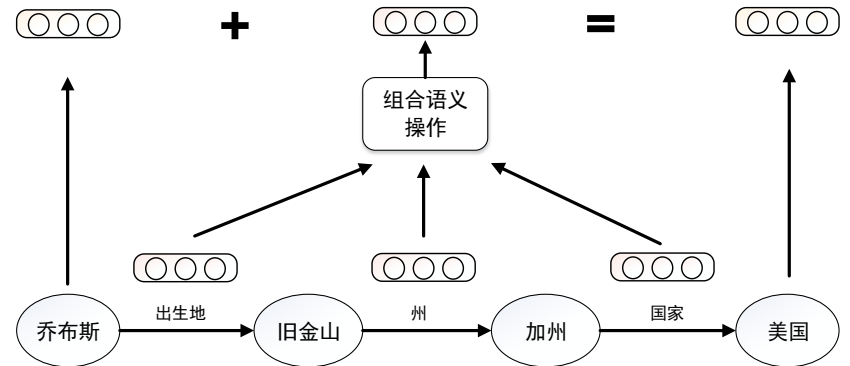 +
=
组合语义
操作
出生地
州
国家
乔布斯
旧金山
加州
美国